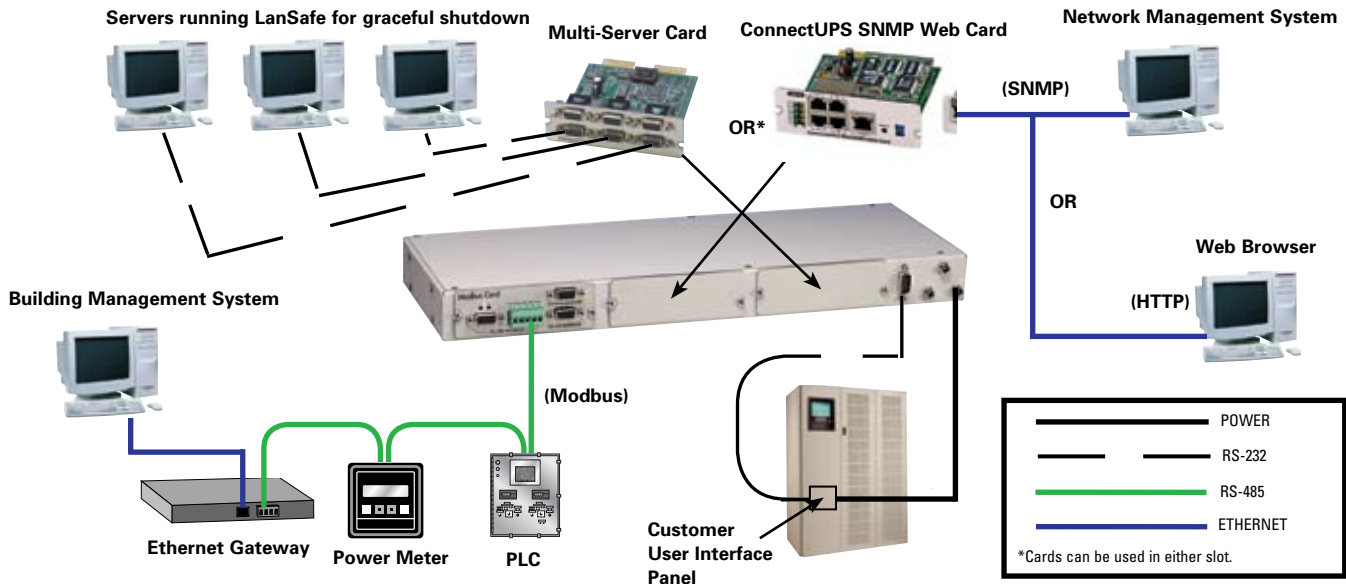 Servers running LanSafe for graceful shutdown
Multi-Server Card
ConnectUPS SNMP Web Card
Network Management System
(SNMP)
OR*
OR
Web Browser
(HTTP)
Building Management System
Modbus Card
(Modbus)
Ethernet Gateway
Power Meter
PLC
Customer
User Interface
Panel
POWER
RS-232
RS-485
ETHERNET
*Cards can be used in either slot.